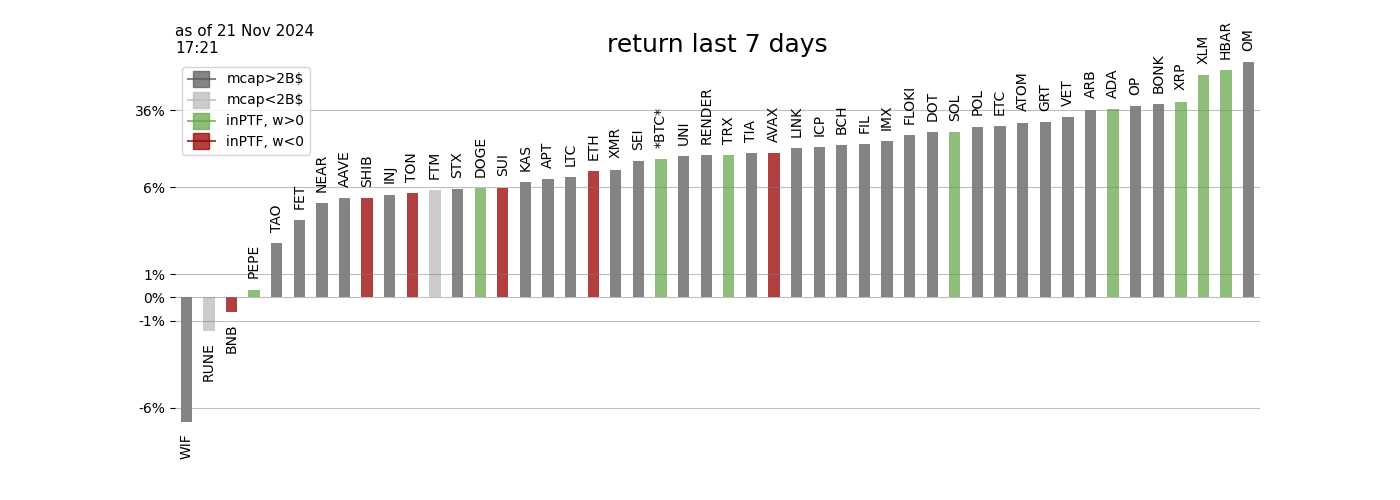 as of 21 Nov 2024
17:21
return last 7 days
mcap>2B$
mcap<2B$
inPTF, w>0
inPTF, w<0
36%
6%
1%
0%
-1%
-6%
WIF
RUNE
BNB
PEPE
TAO
FET
NEAR
AAVE
SHIB
INJ
TON
FTM
STX
DOGE
SUI
KAS
APT
LTC
ETH
XMR
SEI
*BTC*
UNI
RENDER
TRX
TIA
AVAX
LINK
ICP
BCH
FIL
IMX
FLOKI
DOT
SOL
POL
ETC
ATOM
GRT
VET
ARB
ADA
OP
BONK
XRP
XLM
HBAR
OM